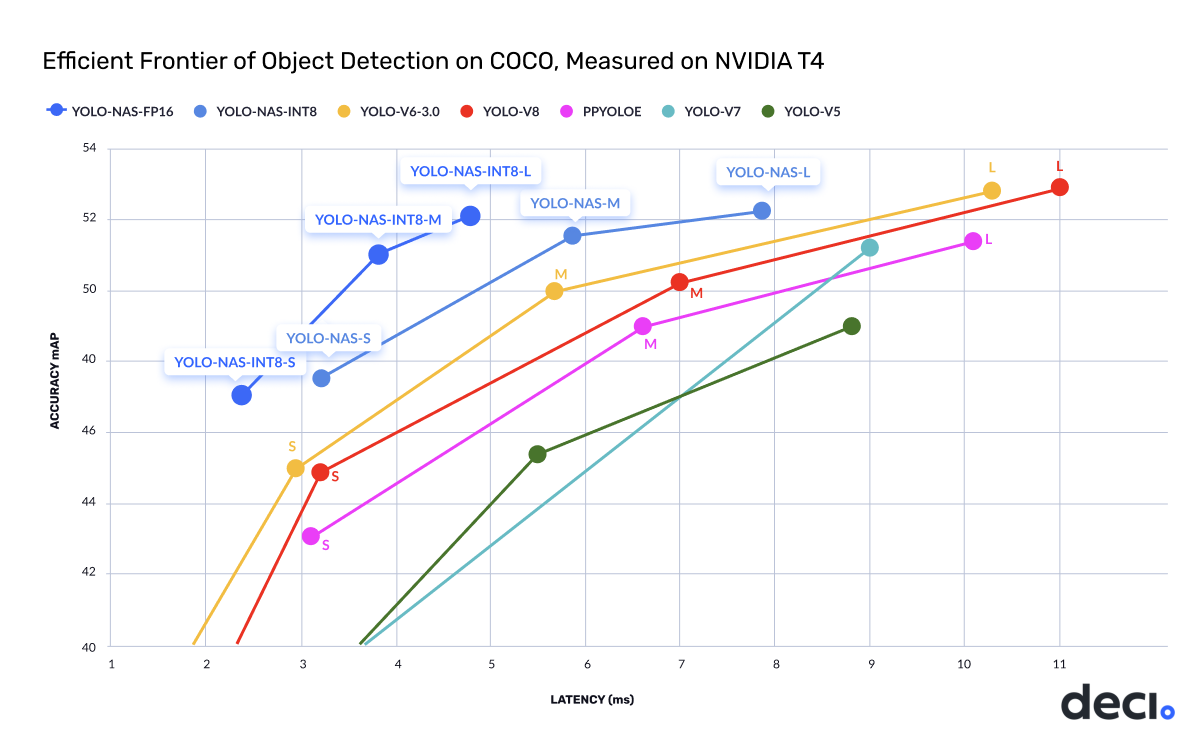 Efficient Frontier of Object Detection on COCO, Measured on NVIDIA T4
YOLO-NAS-FP16 YOLO-NAS-INT8 YOLO-V6-3.0 YOLO-V8 PPYOLOE YOLO-V7 YOLO-V5
54
YOLO-NAS-INT8-L
YOLO-NAS-L
L
L
YOLO-NAS-M
52
YOLO-NAS-INT8-M
L
M
50
M
YOLO-NAS-S
M
40
YOLO-NAS-INT8-S
ACCURACY mAP
46
S
S
44
S
42
40
1 2 3 4 5 6 7 8 9 10 11
LATENCY (ms)
deci.